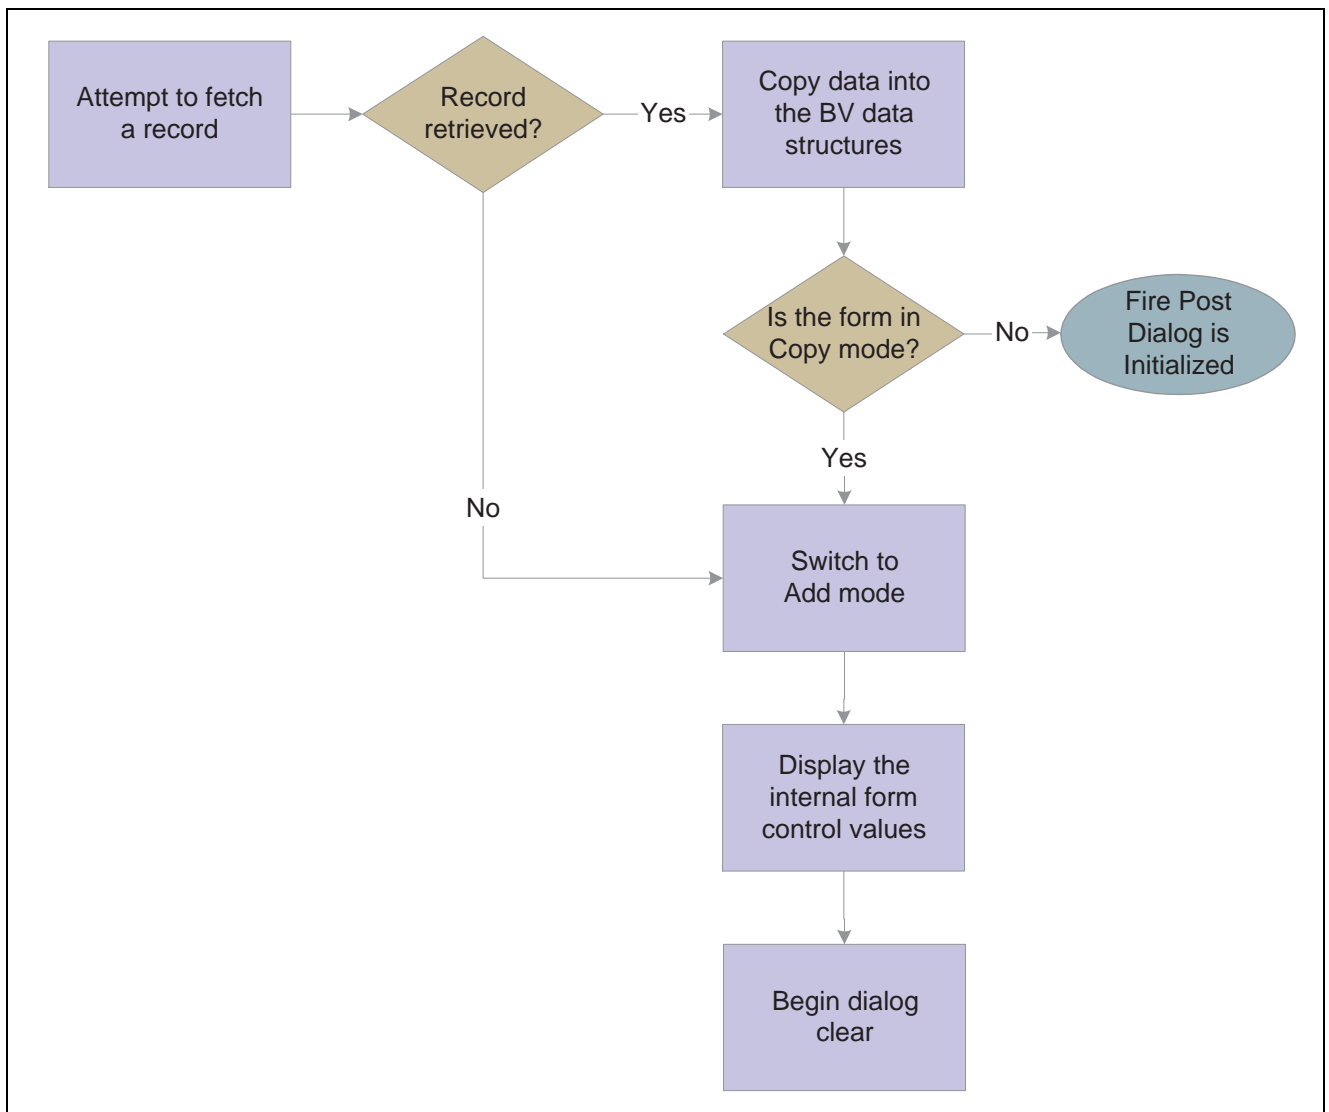 Attempt to fetch
a record
Record
retrieved?
Yes
Copy data into
the BV data
structures
Is the form in
Copy mode?
No
Fire Post
Dialog is
Initialized
Yes
No
Switch to
Add mode
Display the
internal form
control values
Begin dialog
clear